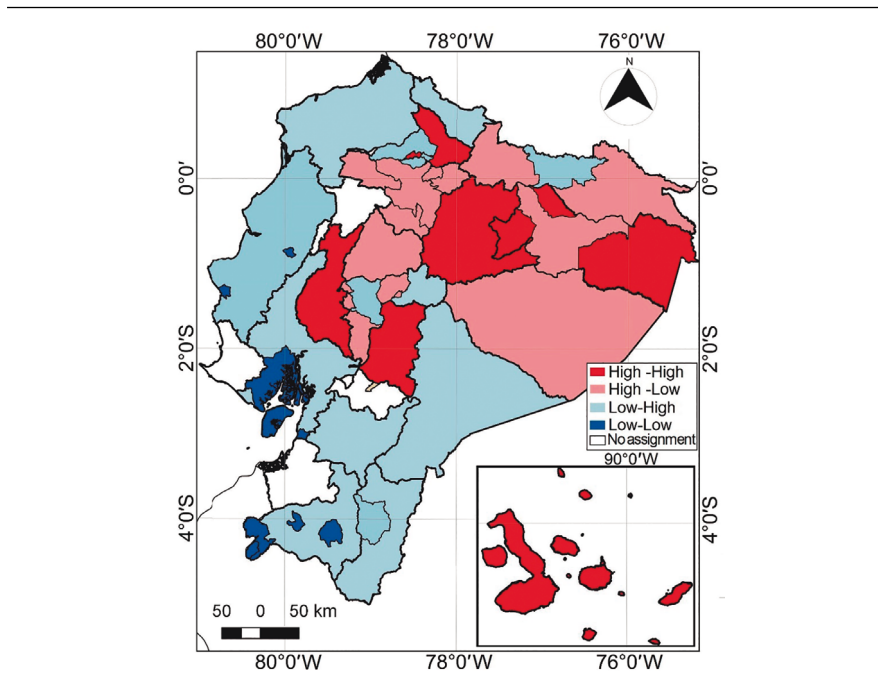 80°0′W 78°0′W 76°0′W
N
0°0′ 0°0′
2°0′S 2°0′S
High -High
High -Low
Low-High
Low-Low
No assignment
90°0′W
4°0′S 4°0′S
50 0 50 km
80°0′W 78°0′W 76°0′W